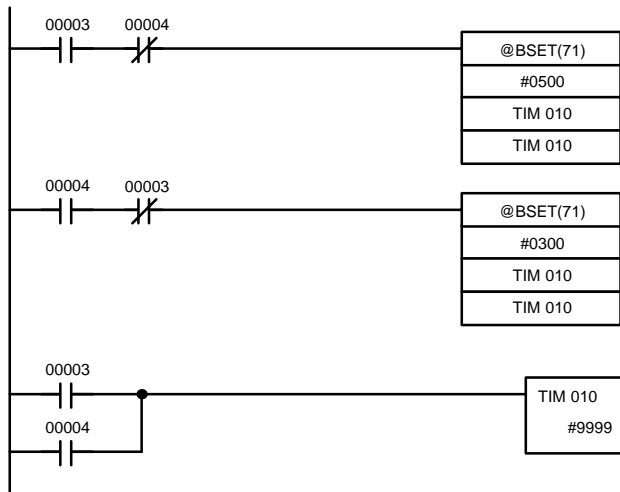 00003 00004
@BSET(71)
#0500
TIM 010
TIM 010
00004 00003
@BSET(71)
#0300
TIM 010
TIM 010
00003
TIM 010
#9999
00004